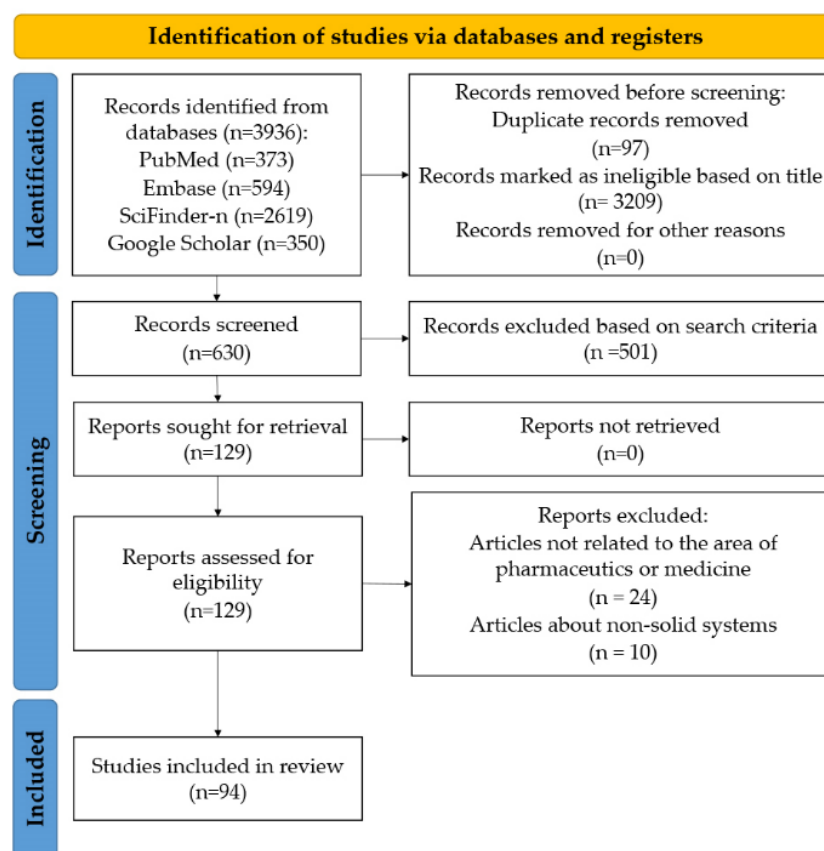 Identification of studies via databases and registers
Identification
Records identified from
databases (n=3936):
PubMed (n=373)
Embase (n=594)
SciFinder-n (n=2619)
Google Scholar (n=350)
Records removed before screening:
Duplicate records removed
(n=97)
Records marked as ineligible based on title
(n= 3209)
Records removed for other reasons
(n=0)
Screening
Records screened
(n=630)
Records excluded based on search criteria
(n =501)
Reports sought for retrieval
(n=129)
Reports not retrieved
(n=0)
Reports assessed for
eligibility
(n=129)
Reports excluded:
Articles not related to the area of
pharmaceutics or medicine
(n = 24)
Articles about non-solid systems
(n = 10)
Included
Studies included in review
(n=94)